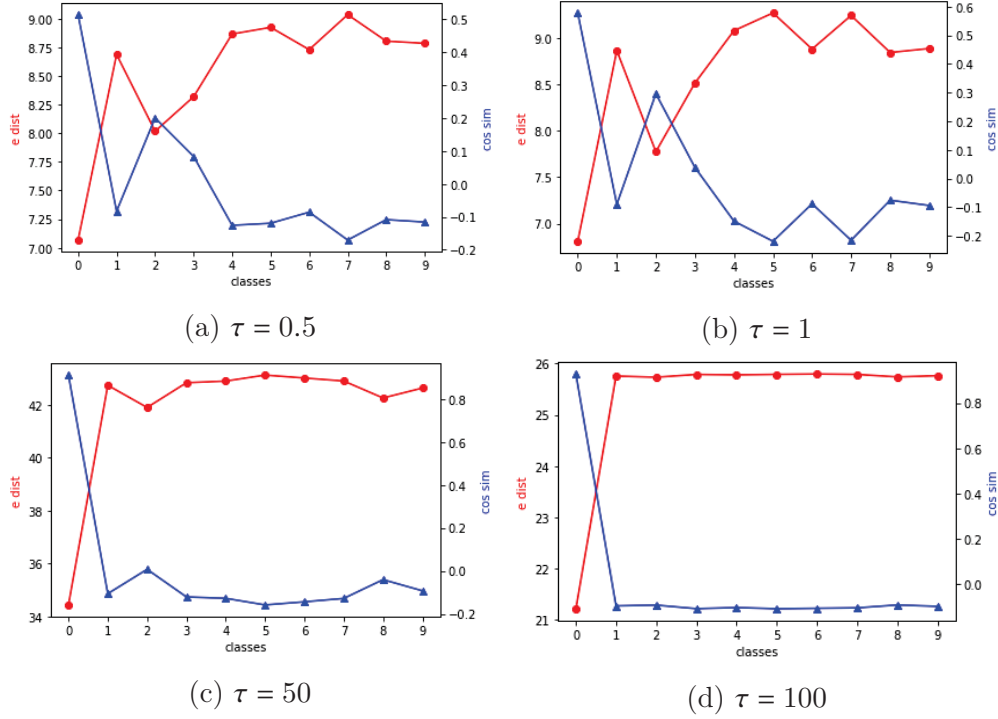 9.00
8.75
8.50
8.25
8.00
7.75
7.50
7.25
7.00
e dist
0.5
0.4
0.3
0.2
0.1
0.0
−0.1
−0.2
cos sim
0 1 2 3 4 5 6 7 8 9
classes
(a) τ = 0.5
9.0
8.5
8.0
7.5
7.0
e dist
0.6
0.5
0.4
0.3
0.2
0.1
0.0
−0.1
−0.2
cos sim
0 1 2 3 4 5 6 7 8 9
classes
(b) τ = 1
42
40
38
36
34
e dist
0.8
0.6
0.4
0.2
0.0
−0.2
cos sim
0 1 2 3 4 5 6 7 8 9
classes
(c) τ = 50
26
25
24
23
22
21
e dist
0.8
0.6
0.4
0.2
0.0
cos sim
0 1 2 3 4 5 6 7 8 9
classes
(d) τ = 100